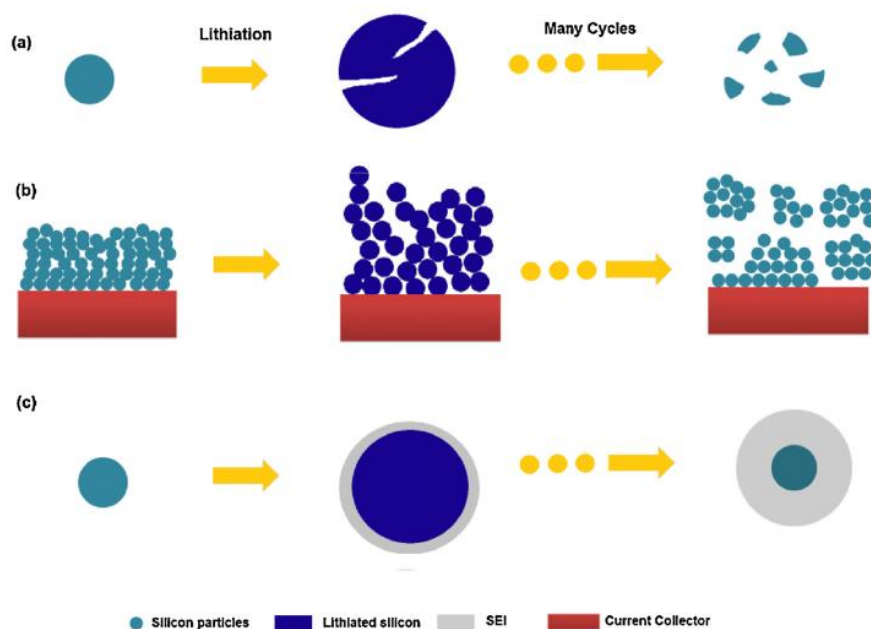 (a)
Lithiation
Many Cycles
(b)
(c)
Silicon particles
Lithiated silicon
SEI
Current Collector